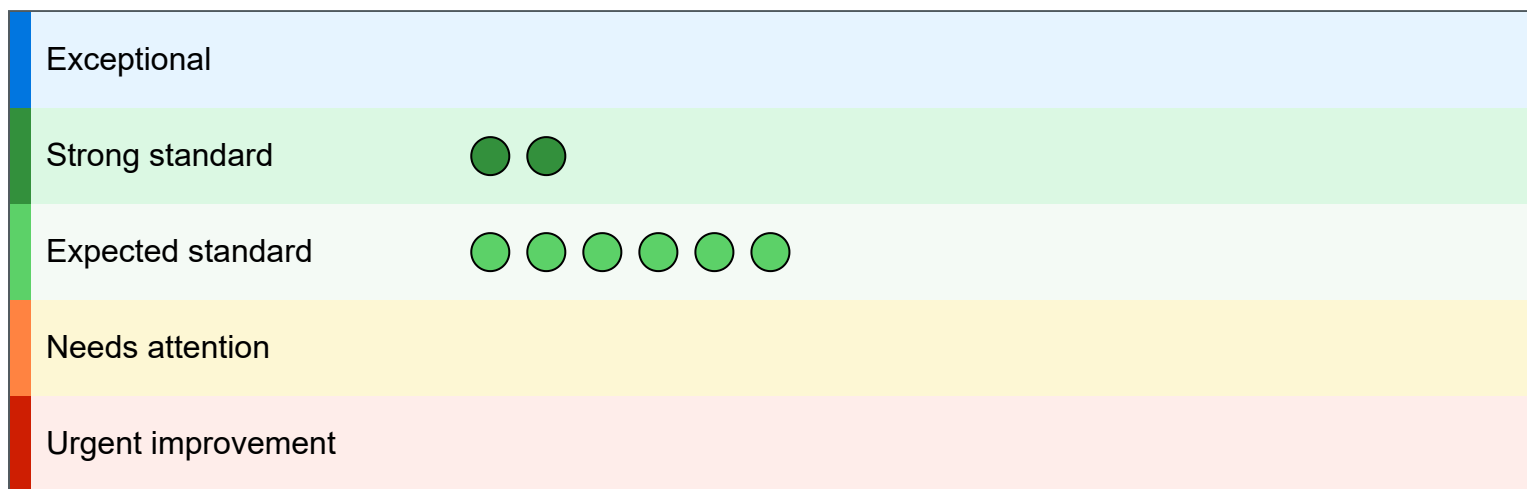 Exceptional
Strong standard
Expected standard
Needs attention
Urgent improvement